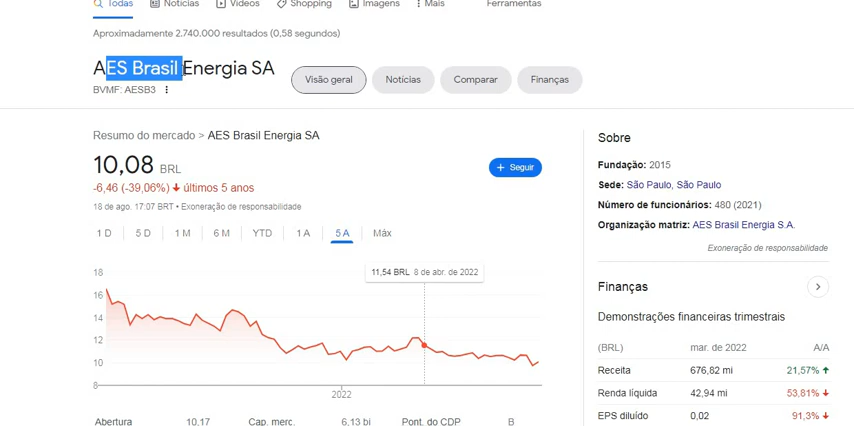 Todas Notícias Vídeos Shopping Imagens Mais Ferramentas
Aproximadamente 2.740.000 resultados (0,58 segundos)
AES Brasil Energia SA
BVMF: AESB3
Visão geral Notícias Comparar Finanças
Resumo do mercado > AES Brasil Energia SA
10,08 BRL
+ Seguir
-6,46 (-39,06%) últimos 5 anos
18 de ago. 17:07 BRT • Exoneração de responsabilidade
1 D 5 D 1 M 6 M YTD 1 A 5 A Máx
11,54 BRL 8 de abr. de 2022
18
16
14
12
10
8
2022
Abertura 10,17 Cap. merc. 6,13 bi Pont. do CDP B
Sobre
Fundação: 2015
Sede: São Paulo, São Paulo
Número de funcionários: 480 (2021)
Organização matriz: AES Brasil Energia S.A.
Exoneração de responsabilidade
Finanças
Demonstrações financeiras trimestrais
(BRL) mar. de 2022 A/A
Receita 676,82 mi 21,57%
Renda líquida 42,94 mi 53,81%
EPS diluído 0,02 91,3%